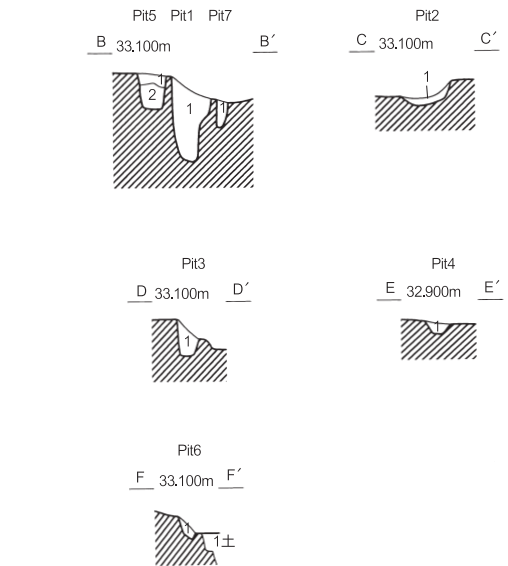 Pit5 Pit1 Pit7
B 33.100m B′
1
2
1
1
Pit2
C 33.100m C′
1
Pit3
D 33.100m D′
1
Pit4
E 32.900m E′
1
Pit6
F 33.100m F′
1
1土